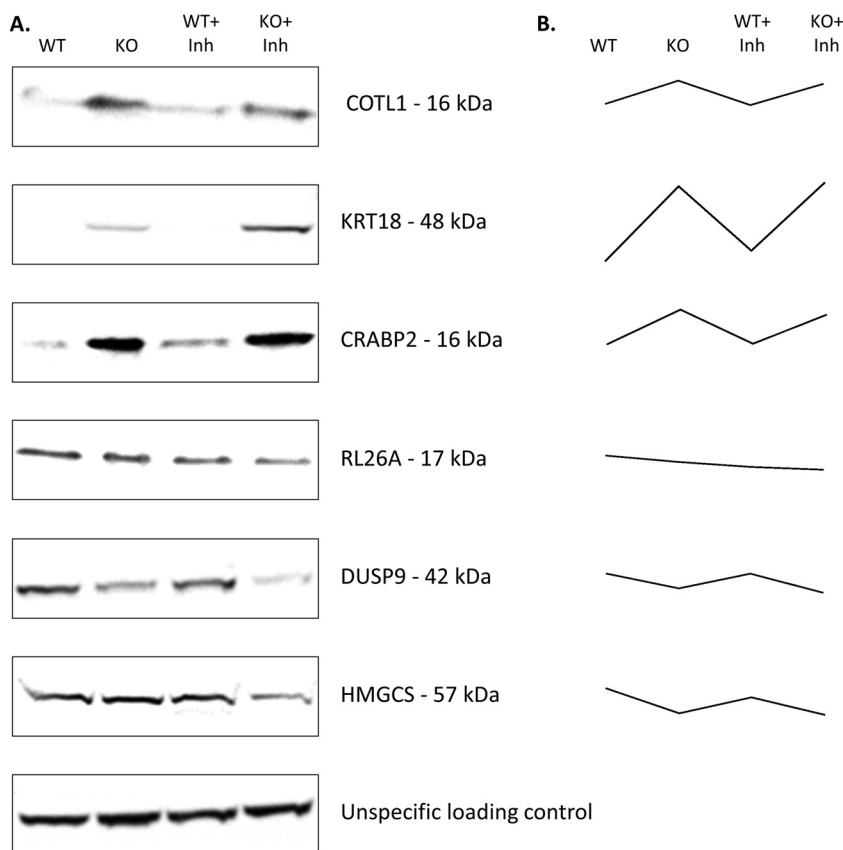 A.
WT KO WT+ Inh KO+ Inh
B.
WT KO WT+ Inh KO+ Inh
COTL1 - 16 kDa
KRT18 - 48 kDa
CRABP2 - 16 kDa
RL26A - 17 kDa
DUSP9 - 42 kDa
HMGCS - 57 kDa
Unspecific loading control